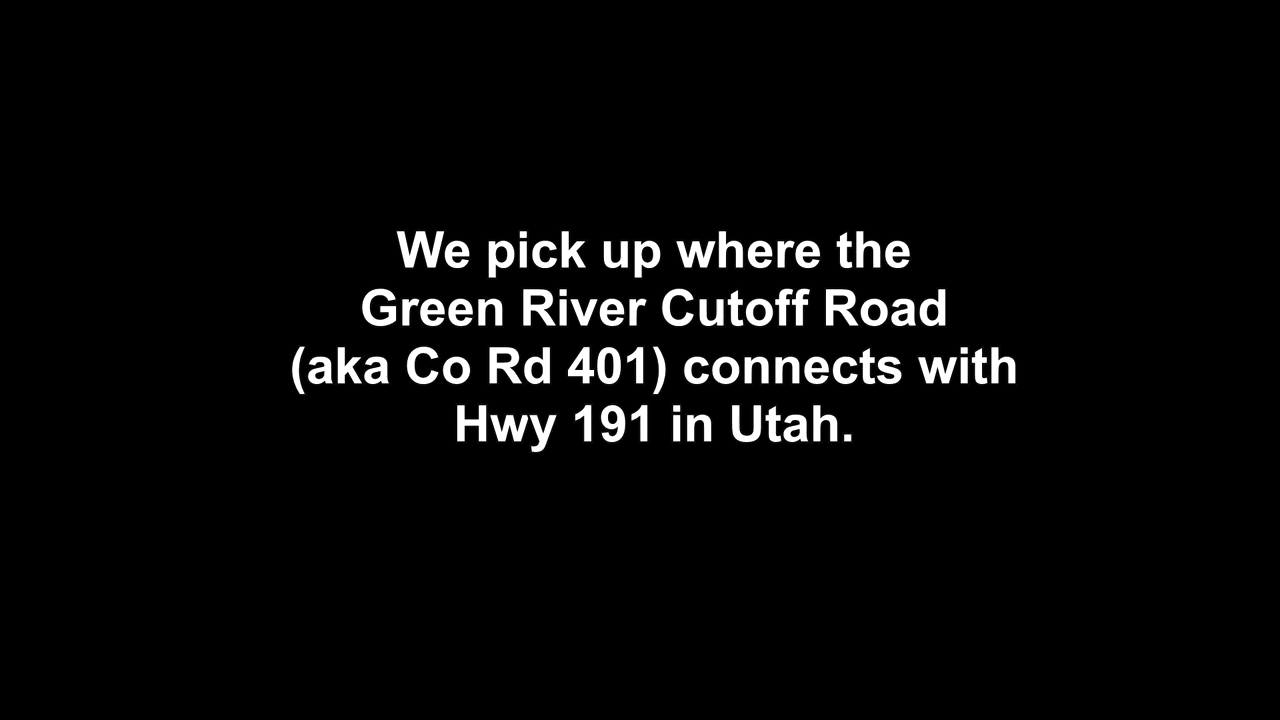 We pick up where the
Green River Cutoff Road
(aka Co Rd 401) connects with
Hwy 191 in Utah.